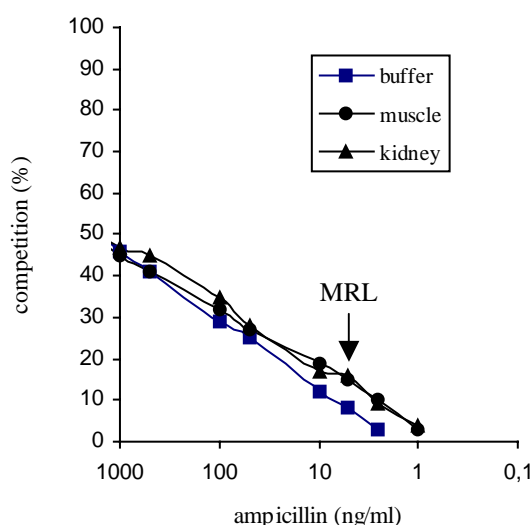 100
90
80
70
60
50
40
30
20
10
0
competition (%)
buffer
muscle
kidney
MRL
1000 100 10 1 0,1
ampicillin (ng/ml)